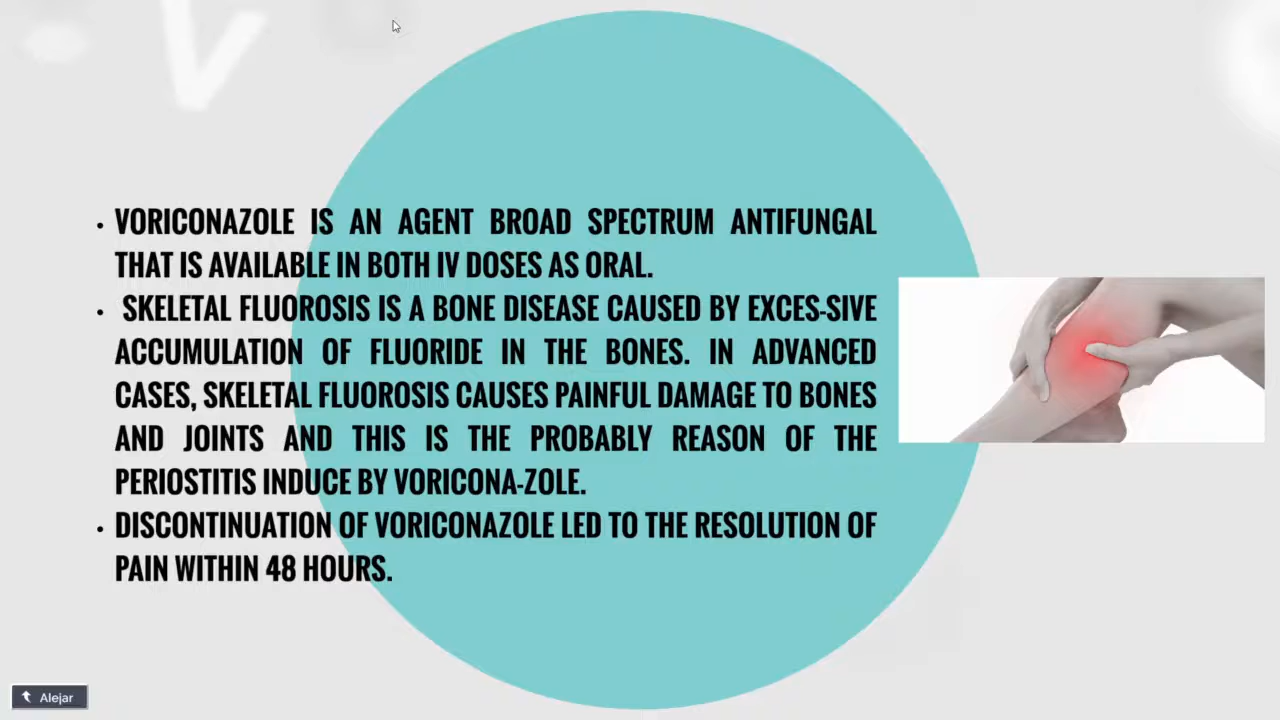 V
• VORICONAZOLE IS AN AGENT BROAD SPECTRUM ANTIFUNGAL
THAT IS AVAILABLE IN BOTH IV DOSES AS ORAL.
• SKELETAL FLUOROSIS IS A BONE DISEASE CAUSED BY EXCES-SIVE
ACCUMULATION OF FLUORIDE IN THE BONES. IN ADVANCED
CASES, SKELETAL FLUOROSIS CAUSES PAINFUL DAMAGE TO BONES
AND JOINTS AND THIS IS THE PROBABLY REASON OF THE
PERIOSTITIS INDUCE BY VORICONA-ZOLE.
• DISCONTINUATION OF VORICONAZOLE LED TO THE RESOLUTION OF
PAIN WITHIN 48 HOURS.
Alejar